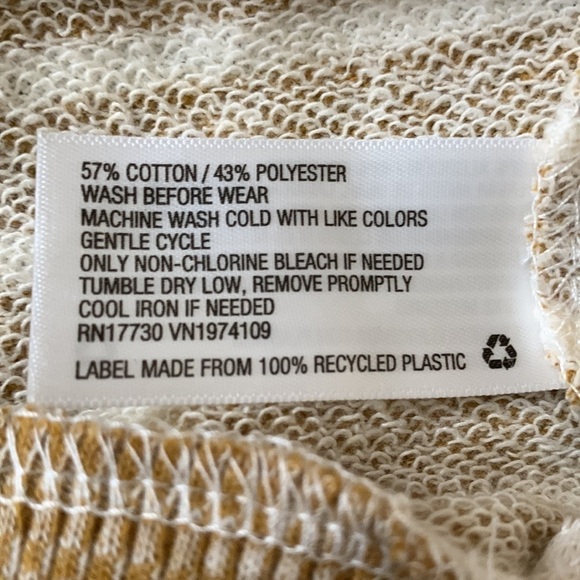 57% COTTON / 43% POLYESTER
WASH BEFORE WEAR
MACHINE WASH COLD WITH LIKE COLORS
GENTLE CYCLE
ONLY NON-CHLORINE BLEACH IF NEEDED
TUMBLE DRY LOW, REMOVE PROMPTLY
COOL IRON IF NEEDED
RN17730 VN1974109
LABEL MADE FROM 100% RECYCLED PLASTIC